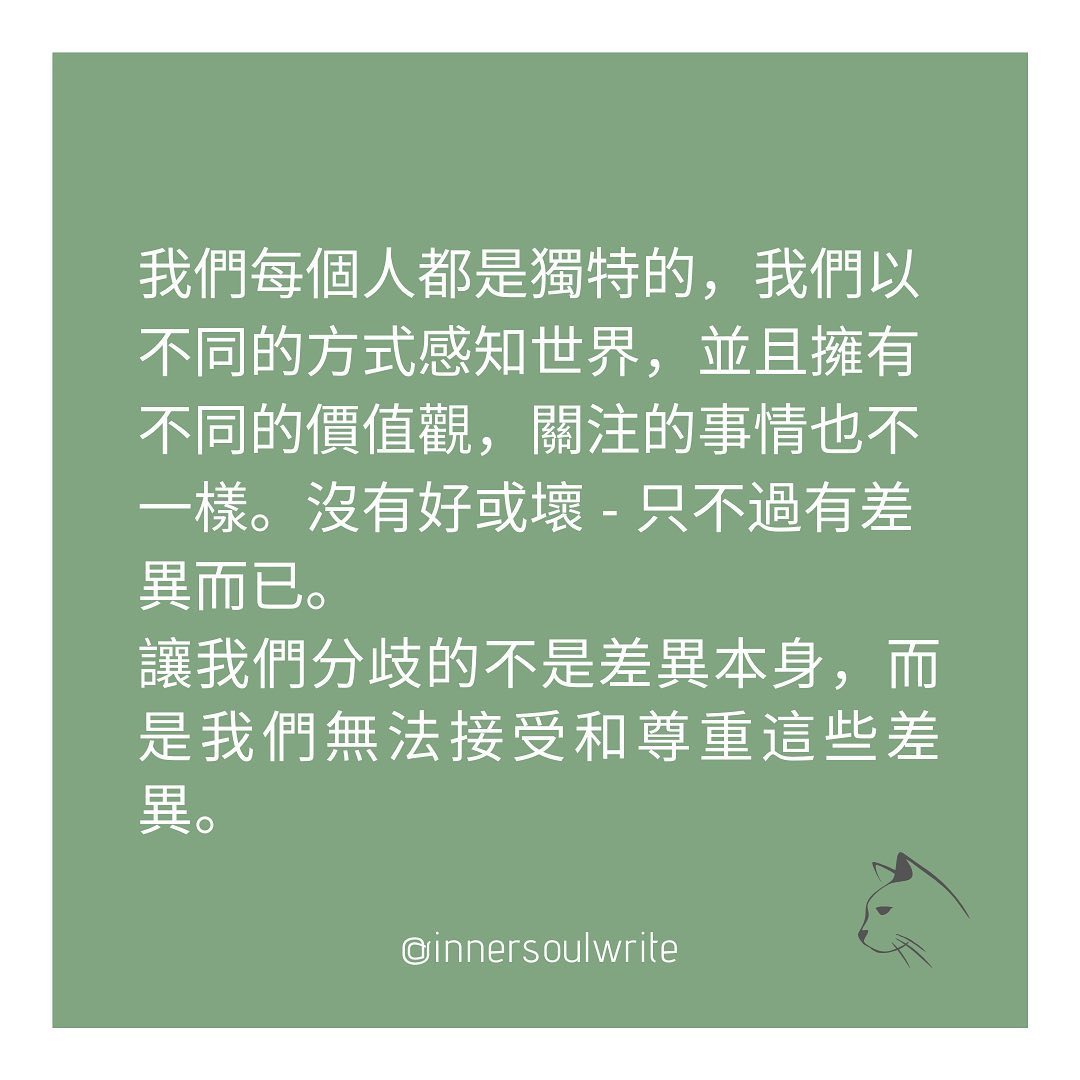 我們每個人都是獨特的，我們以
不同的方式感知世界，並且擁有
不同的價值觀，關注的事情也不
一樣。沒有好或壞 - 只不過有差
異而已。
讓我們分歧的不是差異本身，而
是我們無法接受和尊重這些差
異。
@innersoulwrite